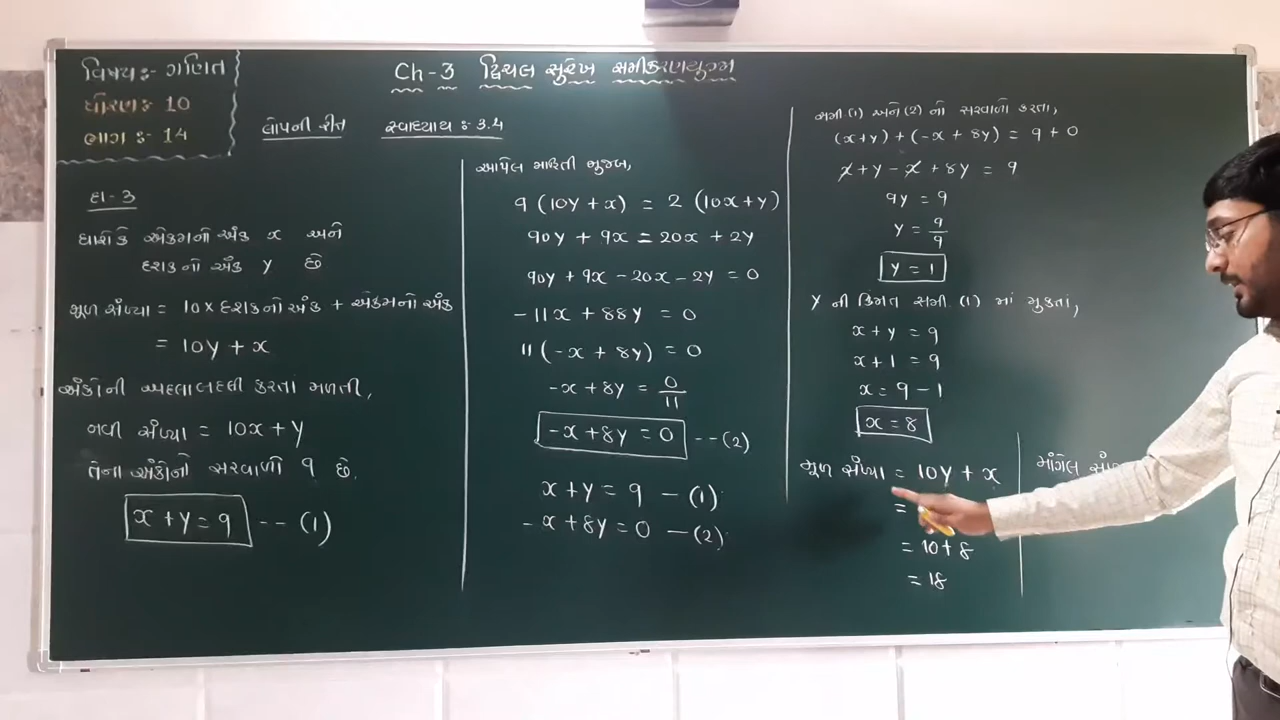 વિષય :- ગણિત
ધોરણ :- 10
ભાગ :- 14
Ch-3 દ્વિચલ સુરેખ સમીકરણયુગ્મ
લોપની રીત સ્વાધ્યાય :- 3.4
દા-3
ધારો કે એકમનો અંક x અને
દશકનો અંક y છે
મૂળ સંખ્યા = 10 x દશકનો અંક + એકમનો અંક
= 10y + x
અંકોની અદલાબદલી કરતાં મળતી,
નવી સંખ્યા = 10x + y
તેના અંકોનો સરવાળો 9 છે.
x + y = 9 -- (1)
આપેલ માહિતી મુજબ,
9 (10y + x) = 2 (10x + y)
90y + 9x = 20x + 2y
90y + 9x - 20x - 2y = 0
-11x + 88y = 0
11 (-x + 8y) = 0
-x + 8y = 0/11
-x + 8y = 0 -- (2)
x + y = 9 - (1)
-x + 8y = 0 - (2)
સમી (1) અને (2) નો સરવાળો કરતા,
(x+y) + (-x + 8y) = 9 + 0
x + y - x + 8y = 9
9y = 9
y = 9/9
y = 1
y ની કિંમત સમી. (1) માં મુકતાં,
x + y = 9
x + 1 = 9
x = 9 - 1
x = 8
મૂળ સંખ્યા = 10y + x
=
= 10 + 8
= 18
માંગેલ